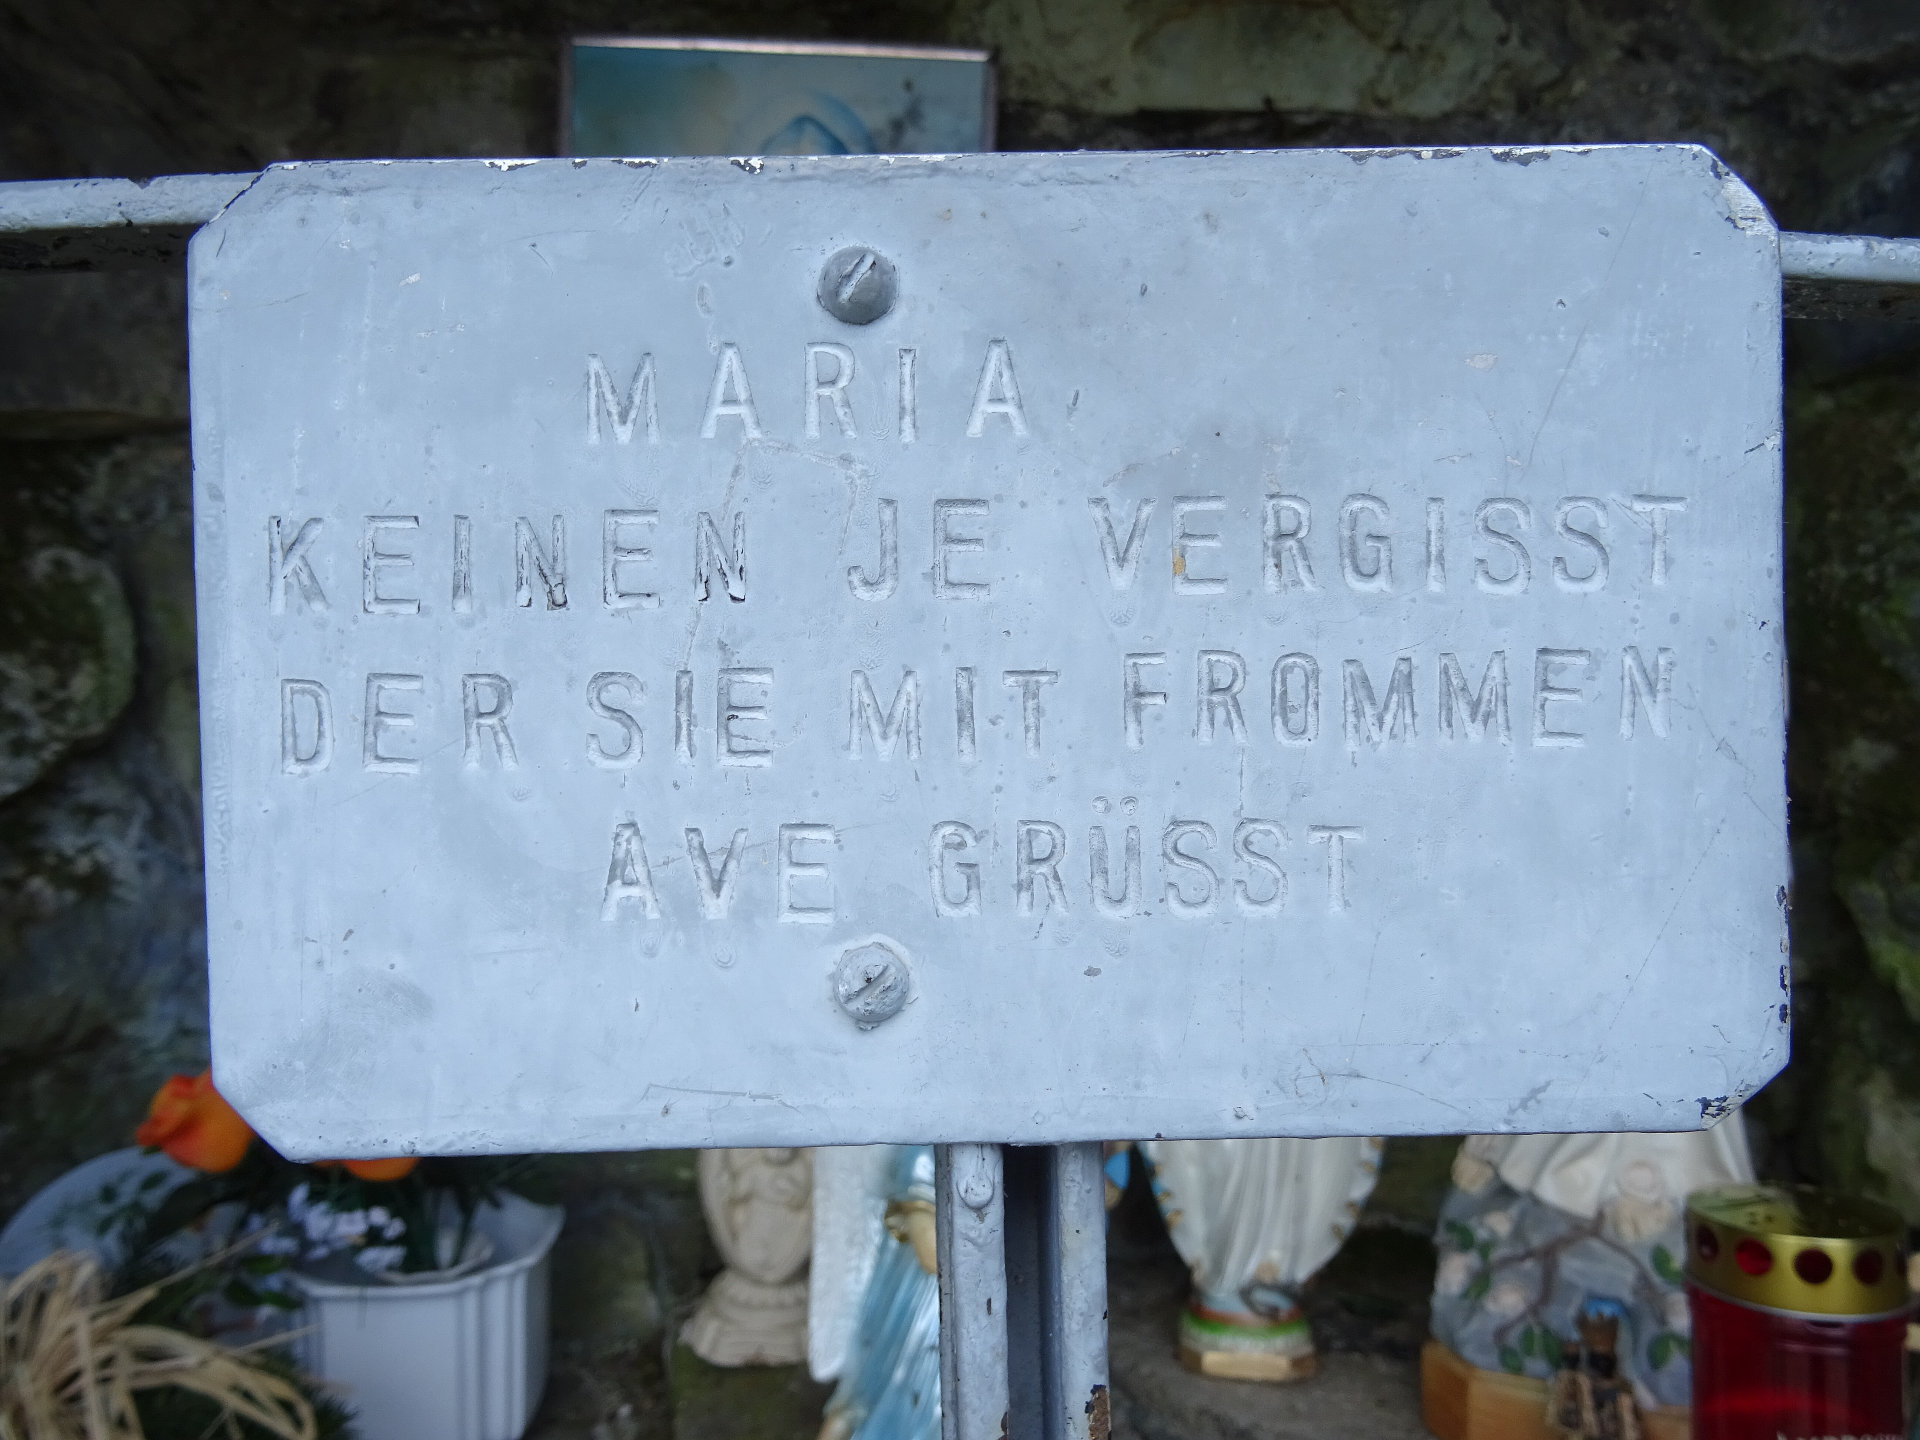 MARIA
KEINEN JE VERGISST
DER SIE MIT FROMMEN
AVE GRÜSST